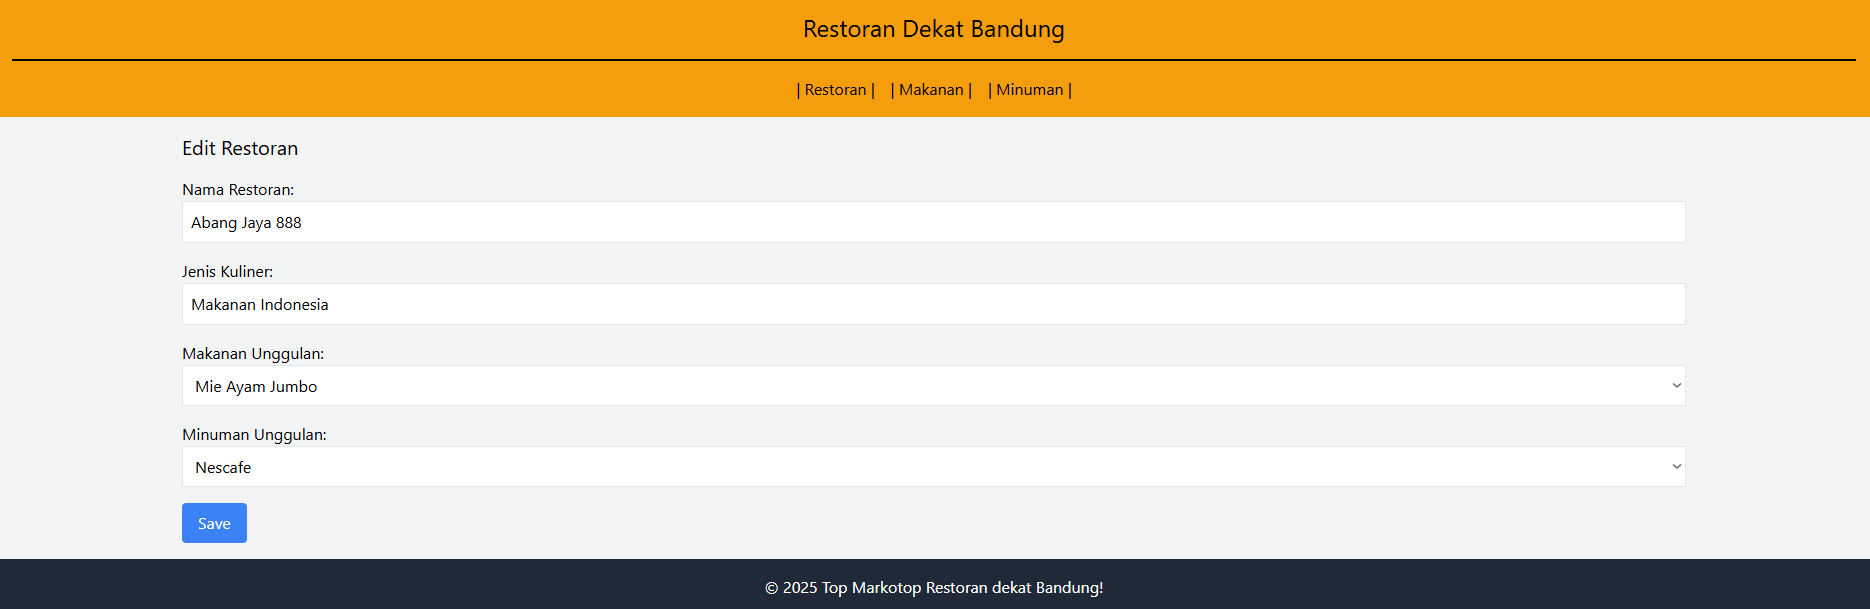 Restoran Dekat Bandung
| Restoran | | Makanan | | Minuman |
Edit Restoran
Nama Restoran:
Abang Jaya 888
Jenis Kuliner:
Makanan Indonesia
Makanan Unggulan:
Mie Ayam Jumbo
Minuman Unggulan:
Nescafe
Save
© 2025 Top Markotop Restoran dekat Bandung!